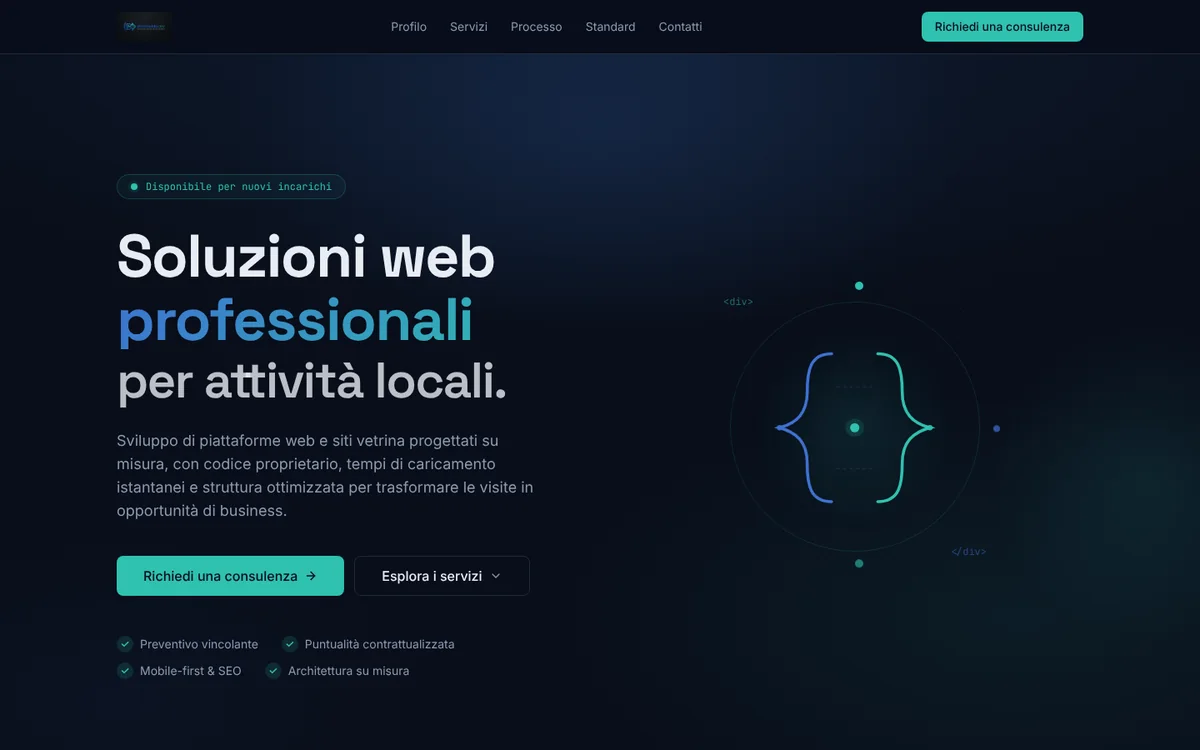 Profilo Servizi Processo Standard Contatti
Richiedi una consulenza
Disponibile per nuovi incarichi
Soluzioni web
professionali
per attività locali.
Sviluppo di piattaforme web e siti vetrina progettati su
misura, con codice proprietario, tempi di caricamento
istantanei e struttura ottimizzata per trasformare le visite in
opportunità di business.
Richiedi una consulenza →
Esplora i servizi
Preventivo vincolante
Puntualità contrattualizzata
Mobile-first & SEO
Architettura su misura
<div>
{ }
</div>